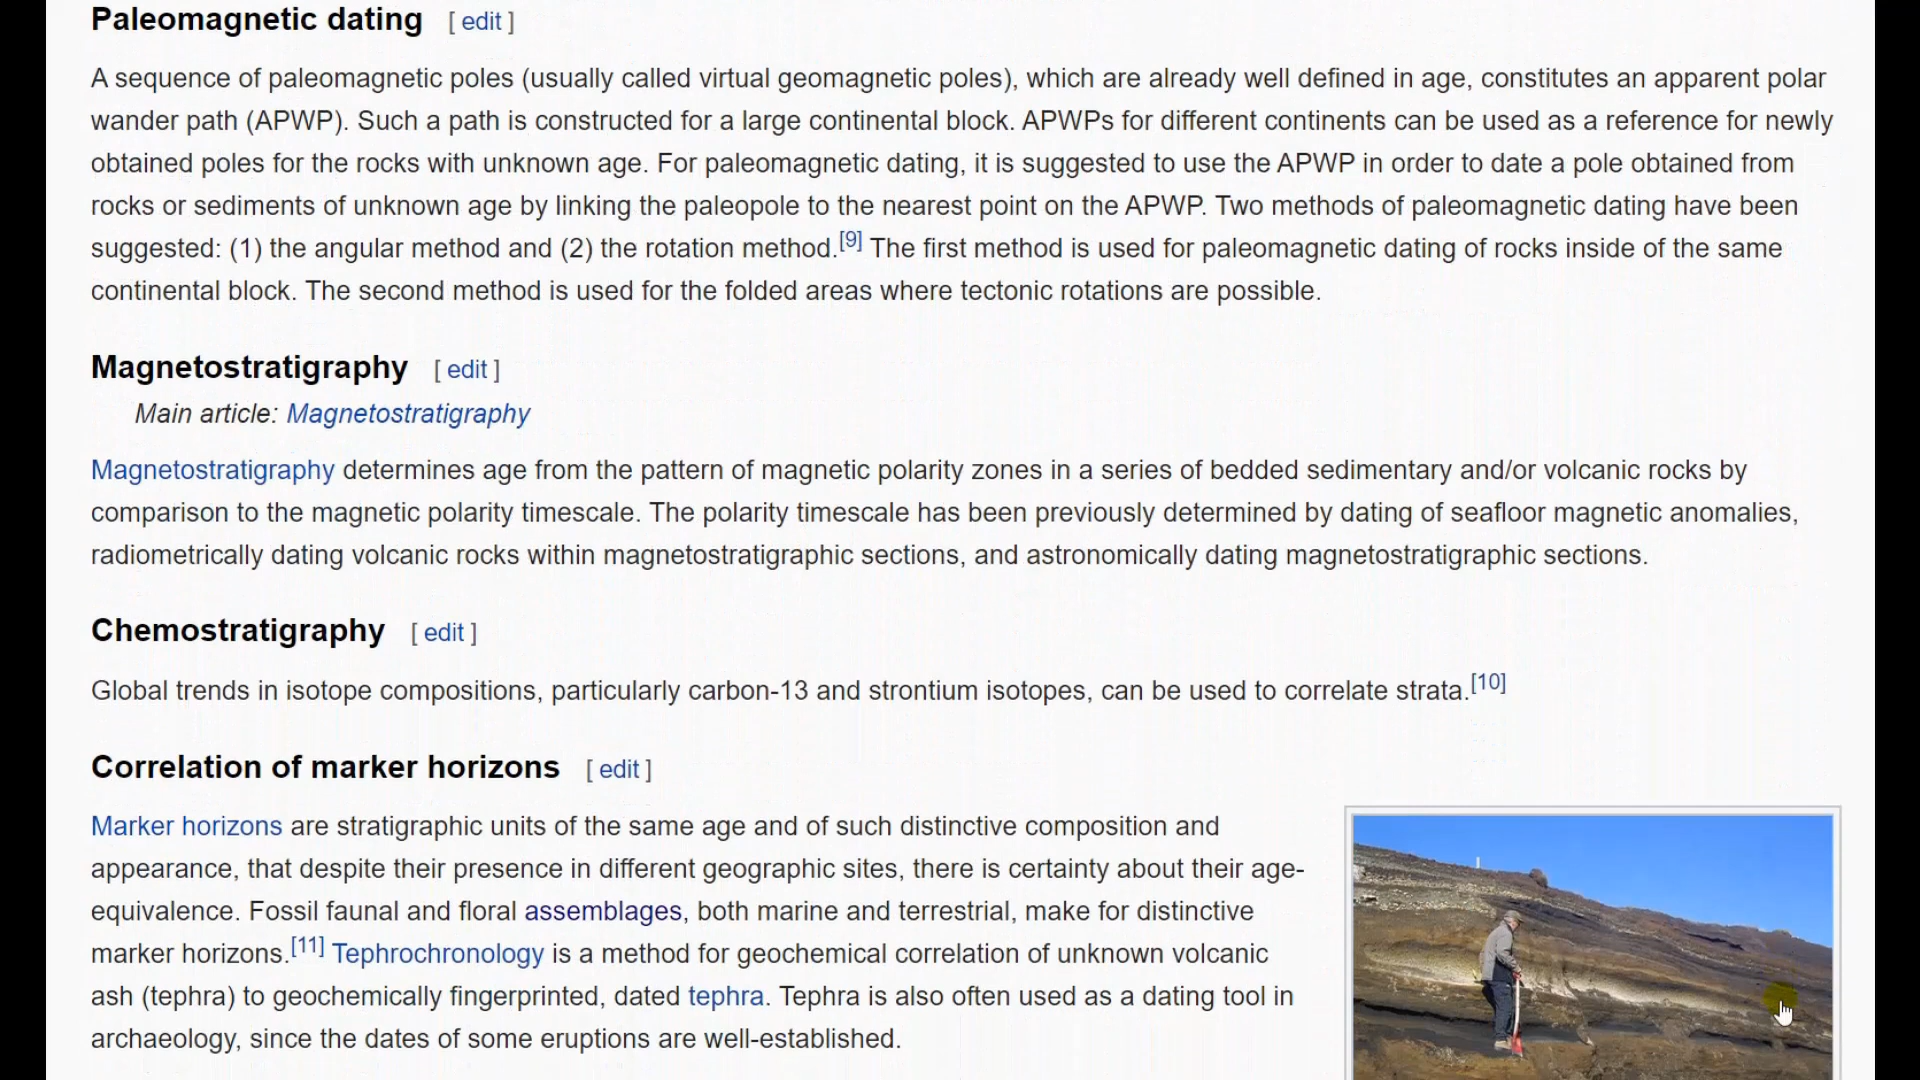 Paleomagnetic dating [ edit ]
A sequence of paleomagnetic poles (usually called virtual geomagnetic poles), which are already well defined in age, constitutes an apparent polar
wander path (APWP). Such a path is constructed for a large continental block. APWPs for different continents can be used as a reference for newly
obtained poles for the rocks with unknown age. For paleomagnetic dating, it is suggested to use the APWP in order to date a pole obtained from
rocks or sediments of unknown age by linking the paleopole to the nearest point on the APWP. Two methods of paleomagnetic dating have been
suggested: (1) the angular method and (2) the rotation method.[9] The first method is used for paleomagnetic dating of rocks inside of the same
continental block. The second method is used for the folded areas where tectonic rotations are possible.
Magnetostratigraphy [ edit ]
Main article: Magnetostratigraphy
Magnetostratigraphy determines age from the pattern of magnetic polarity zones in a series of bedded sedimentary and/or volcanic rocks by
comparison to the magnetic polarity timescale. The polarity timescale has been previously determined by dating of seafloor magnetic anomalies,
radiometrically dating volcanic rocks within magnetostratigraphic sections, and astronomically dating magnetostratigraphic sections.
Chemostratigraphy [ edit ]
Global trends in isotope compositions, particularly carbon-13 and strontium isotopes, can be used to correlate strata.[10]
Correlation of marker horizons [ edit ]
Marker horizons are stratigraphic units of the same age and of such distinctive composition and
appearance, that despite their presence in different geographic sites, there is certainty about their age-
equivalence. Fossil faunal and floral assemblages, both marine and terrestrial, make for distinctive
marker horizons.[11] Tephrochronology is a method for geochemical correlation of unknown volcanic
ash (tephra) to geochemically fingerprinted, dated tephra. Tephra is also often used as a dating tool in
archaeology, since the dates of some eruptions are well-established.